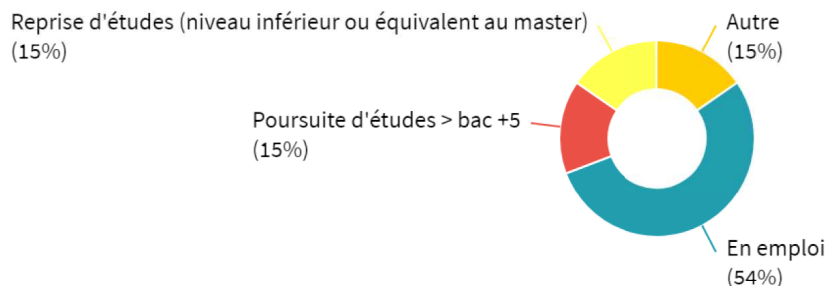 Reprise d'études (niveau inférieur ou équivalent au master)
(15%)
Autre
(15%)
Poursuite d'études > bac +5
(15%)
En emploi
(54%)